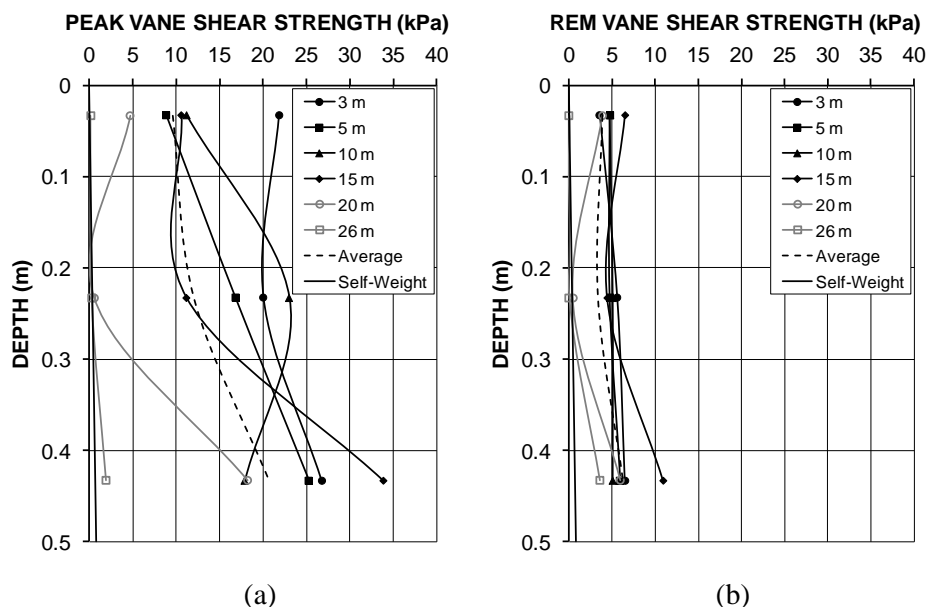 PEAK VANE SHEAR STRENGTH (kPa)
0 5 10 15 20 25 30 35 40
0
0.1
0.2
0.3
0.4
0.5
DEPTH (m)
3 m
5 m
10 m
15 m
20 m
26 m
Average
Self-Weight
(a)
REM VANE SHEAR STRENGTH (kPa)
0 5 10 15 20 25 30 35 40
0
0.1
0.2
0.3
0.4
0.5
DEPTH (m)
3 m
5 m
10 m
15 m
20 m
26 m
Average
Self-Weight
(b)